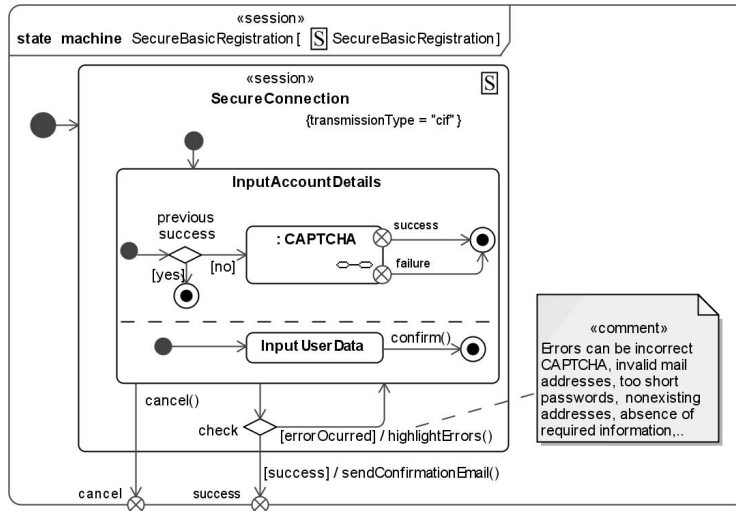 «session»
state machine SecureBasicRegistration [ S SecureBasicRegistration ]
«session»
S
SecureConnection
{transmissionType = "cif" }
InputAccountDetails
previous
success
: CAPTCHA
success
[yes]
[no]
failure
Input UserData
confirm()
cancel()
check
[errorOcurred] / highlightErrors()
[success] / sendConfirmationEmail()
cancel
success
«comment»
Errors can be incorrect
CAPTCHA, invalid mail
addresses, too short
passwords, nonexisting
addresses, absence of
required information,..